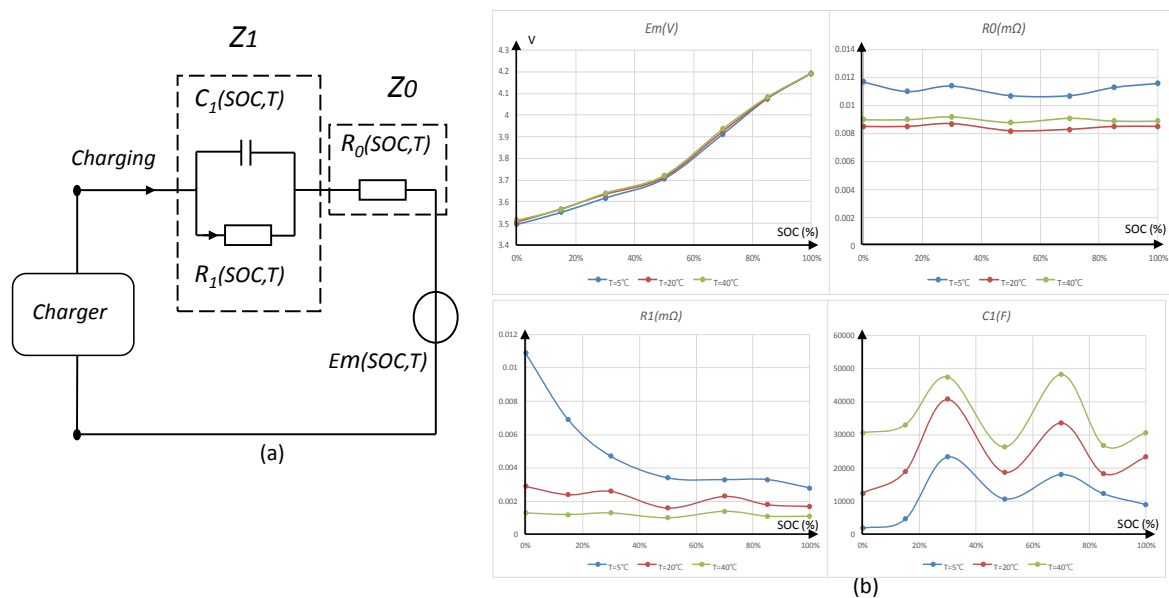 Z1
Z0
C1(SOC,T)
R0(SOC,T)
Charging
R1(SOC,T)
Charger
Em(SOC,T)
(a)
Em(V)
V
4.3
4.2
4.1
4
3.9
3.8
3.7
3.6
3.5
3.4
SOC (%)
0% 20% 40% 60% 80% 100%
T=5℃ T=20℃ T=40℃
R0(mΩ)
0.014
0.012
0.01
0.008
0.006
0.004
0.002
0
SOC (%)
0% 20% 40% 60% 80% 100%
T=5℃ T=20℃ T=40℃
R1(mΩ)
0.012
0.01
0.008
0.006
0.004
0.002
0
SOC (%)
0% 20% 40% 60% 80% 100%
T=5℃ T=20℃ T=40℃
C1(F)
60000
50000
40000
30000
20000
10000
0
SOC (%)
0% 20% 40% 60% 80% 100%
T=5℃ T=20℃ T=40℃
(b)